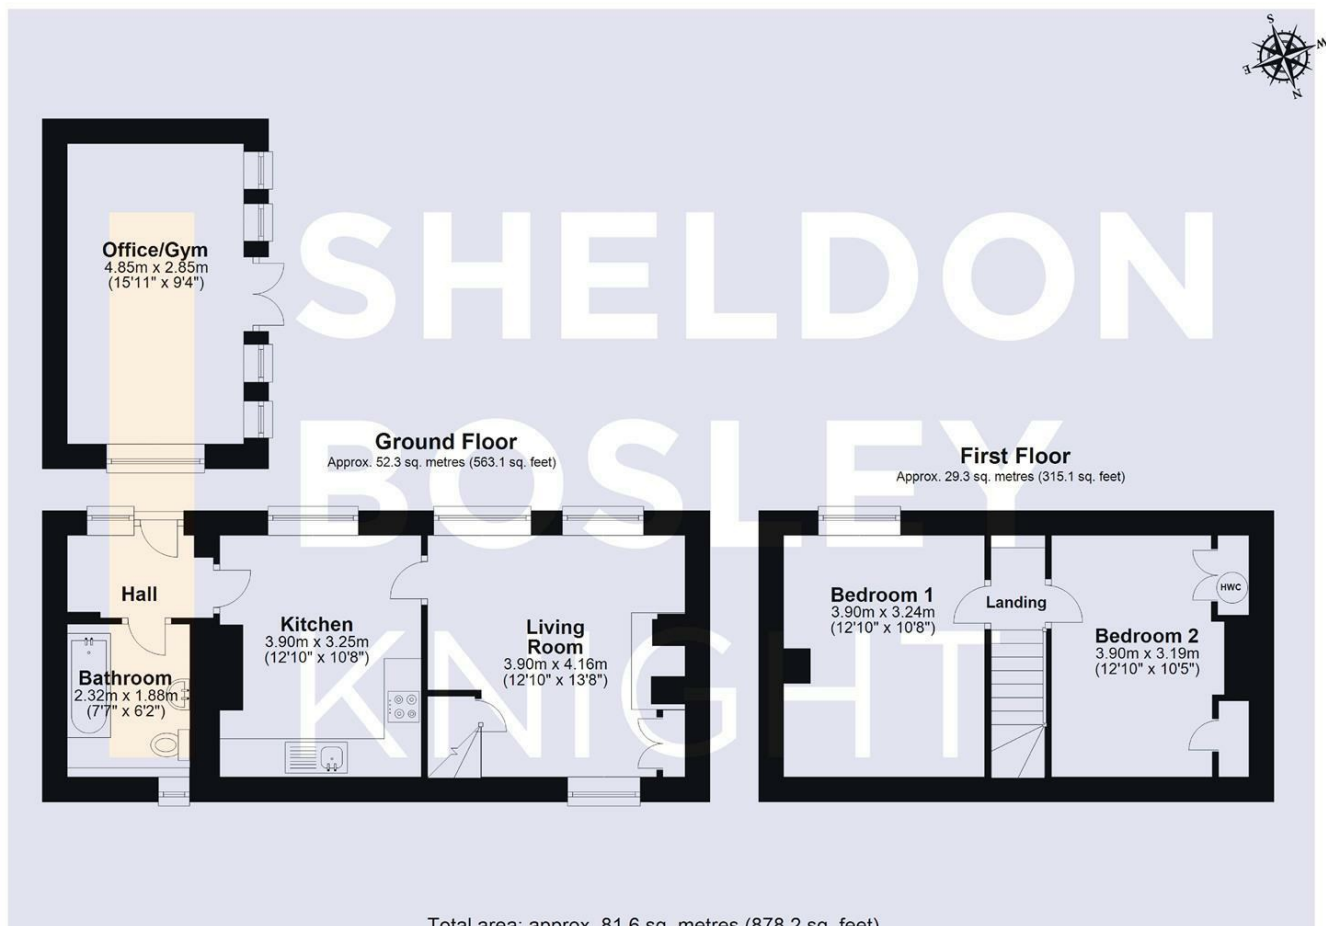 S
W
E
N
Office/Gym
4.85m x 2.85m
(15'11" x 9'4")
SHELDON
BOSLEY
KNIGHT
Ground Floor
Approx. 52.3 sq. metres (563.1 sq. feet)
First Floor
Approx. 29.3 sq. metres (315.1 sq. feet)
Hall
Kitchen
3.90m x 3.25m
(12'10" x 10'8")
Living
Room
3.90m x 4.16m
(12'10" x 13'8")
Bathroom
2.32m x 1.88m
(7'7" x 6'2")
Bedroom 1
3.90m x 3.24m
(12'10" x 10'8")
Landing
Bedroom 2
3.90m x 3.19m
(12'10" x 10'5")
HWC
Total area: approx. 81.6 sq. metres (878.2 sq. feet)